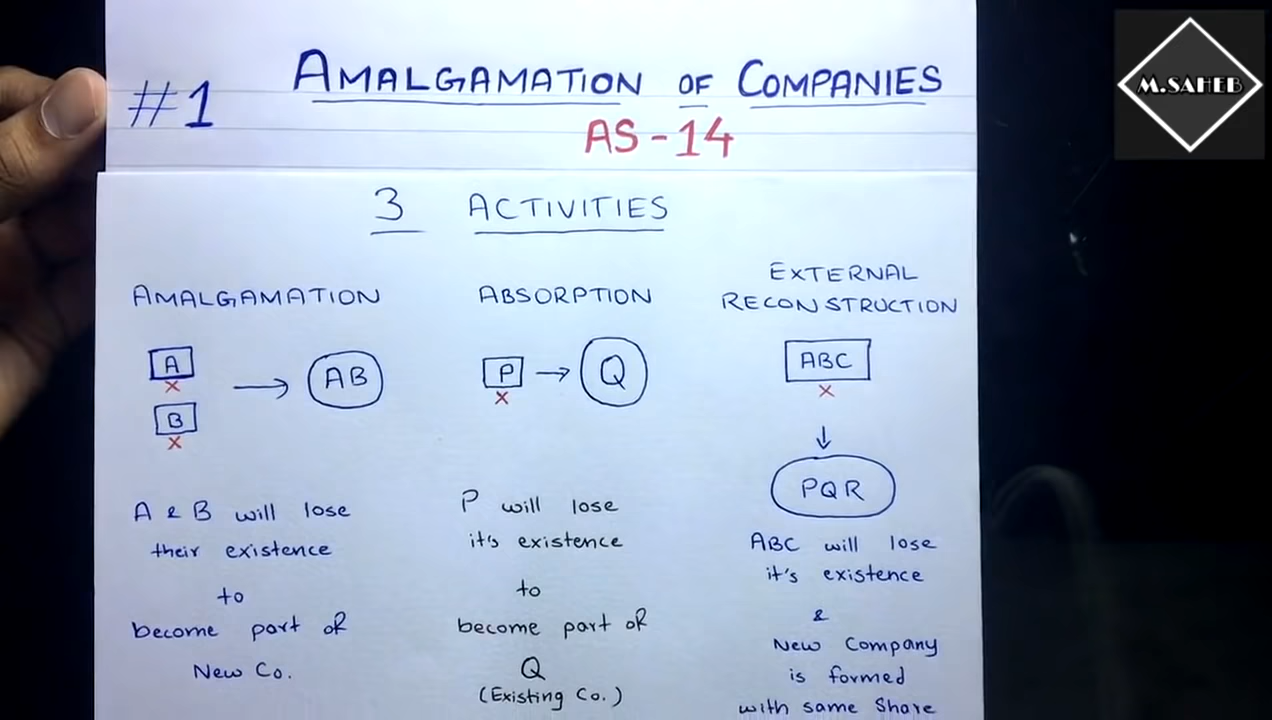 #1
AMALGAMATION OF COMPANIES
AS-14
3 ACTIVITIES
AMALGAMATION
A
B
AB
A & B will lose
their existence
to
become part of
New Co.
ABSORPTION
P
Q
P will lose
it's existence
to
become part of
Q
(Existing Co.)
EXTERNAL
RECONSTRUCTION
ABC
PQR
ABC will lose
it's existence
&
New Company
is formed
with same Share
M.SAHEB